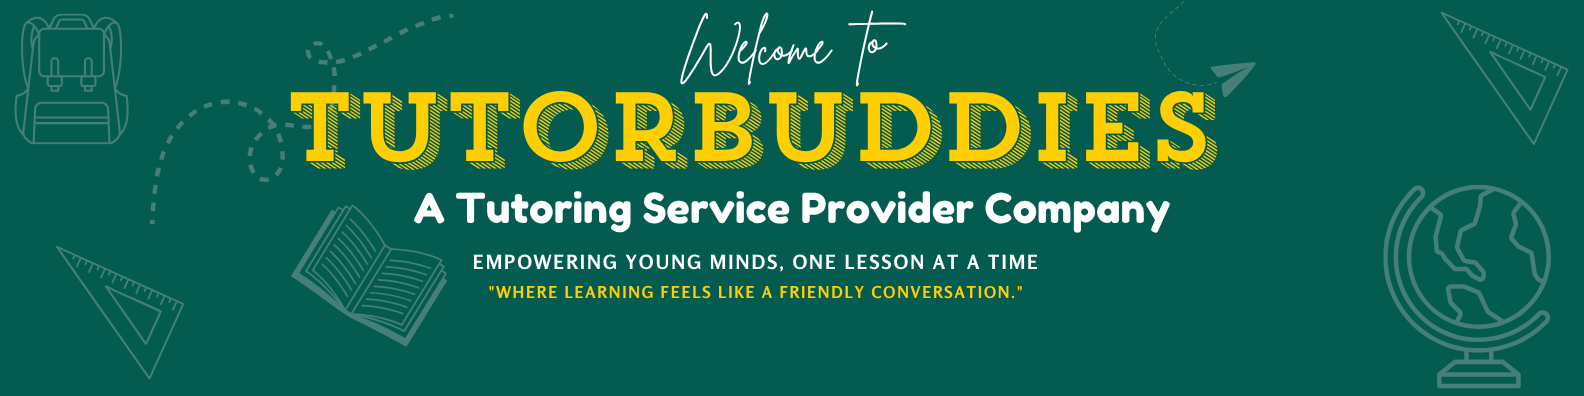 Welcome to
TUTORBUDDIES
A Tutoring Service Provider Company
EMPOWERING YOUNG MINDS, ONE LESSON AT A TIME
"WHERE LEARNING FEELS LIKE A FRIENDLY CONVERSATION."